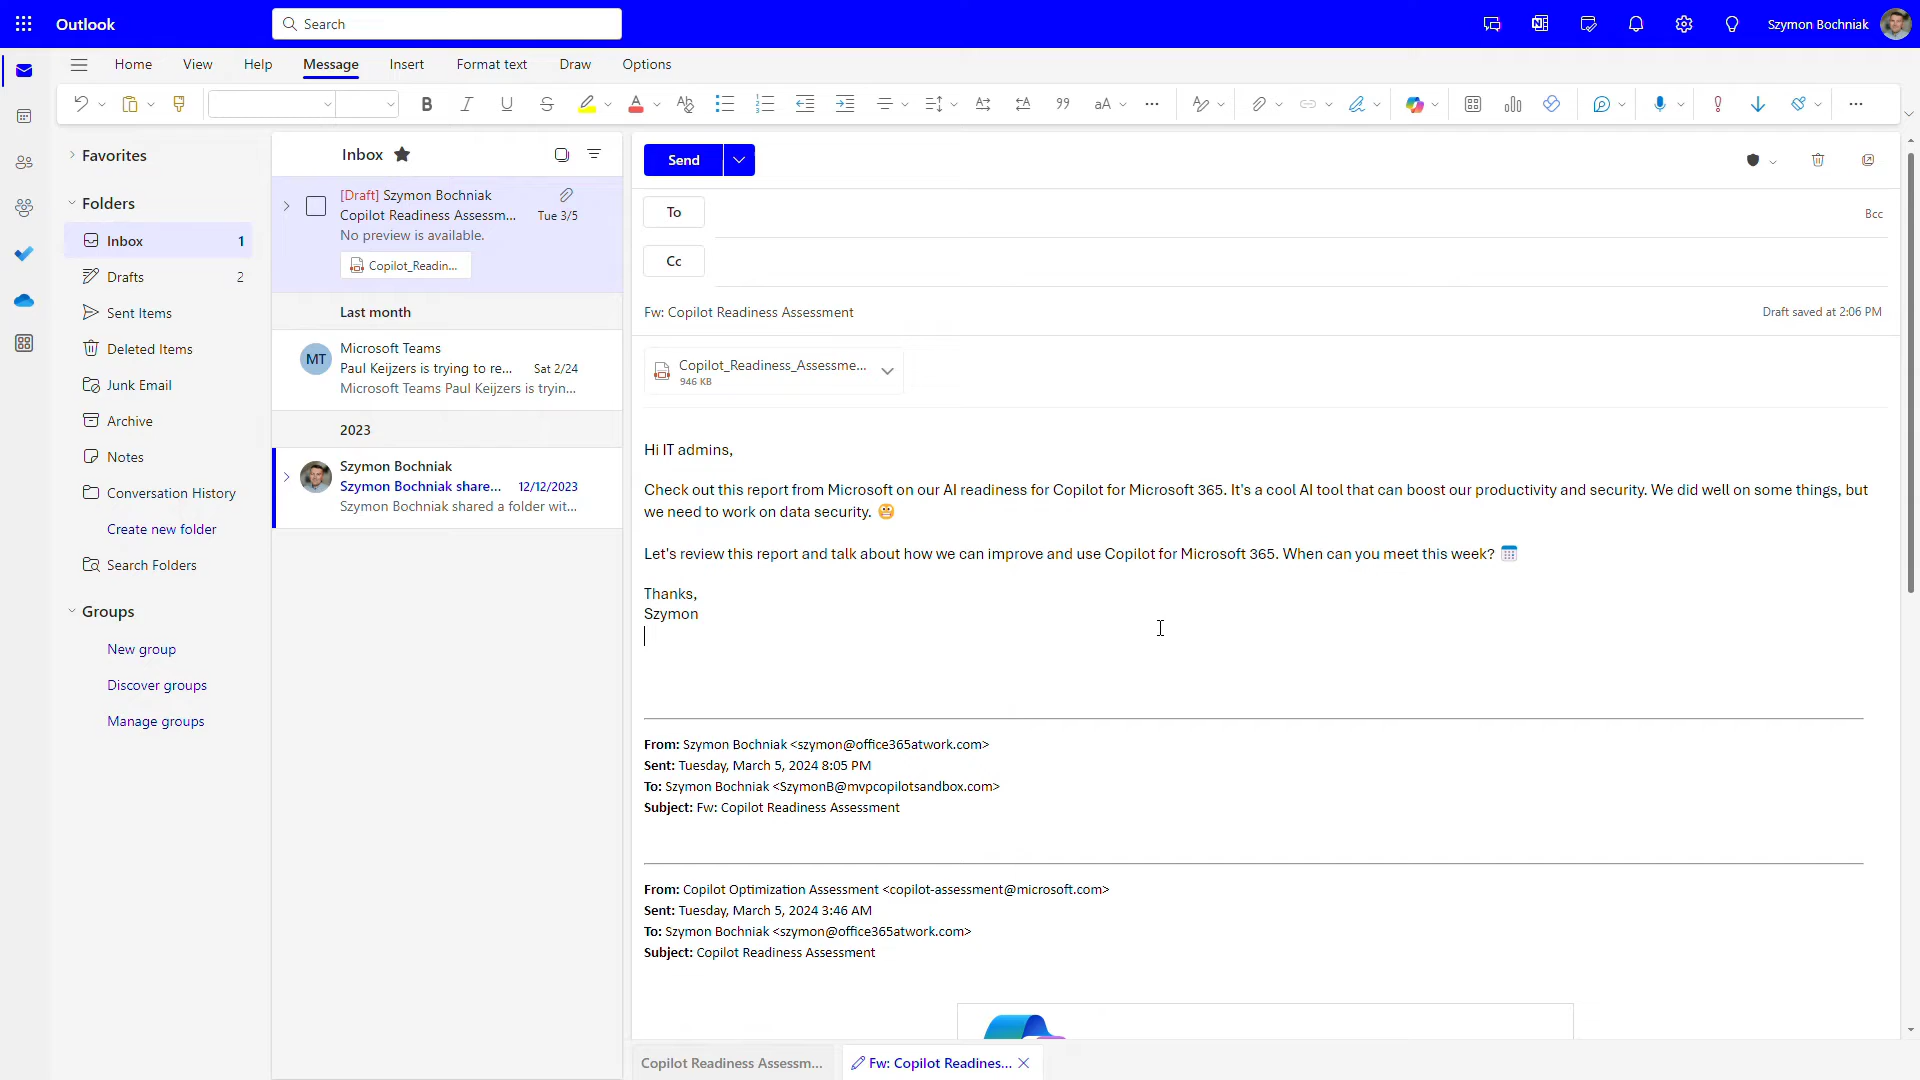 Outlook
Search
Szymon Bochniak
Home View Help Message Insert Format text Draw Options
Favorites
Folders
Inbox 1
Drafts 2
Sent Items
Deleted Items
Junk Email
Archive
Notes
Conversation History
Create new folder
Search Folders
Groups
New group
Discover groups
Manage groups
Inbox
[Draft] Szymon Bochniak
Copilot Readiness Assessm... Tue 3/5
No preview is available.
Copilot_Readin...
Last month
MT
Microsoft Teams
Paul Keijzers is trying to re... Sat 2/24
Microsoft Teams Paul Keijzers is tryin...
2023
Szymon Bochniak
Szymon Bochniak share... 12/12/2023
Szymon Bochniak shared a folder wit...
Send
To
Bcc
Cc
Fw: Copilot Readiness Assessment
Draft saved at 2:06 PM
Copilot_Readiness_Assessme...
946 KB
Hi IT admins,
Check out this report from Microsoft on our AI readiness for Copilot for Microsoft 365. It's a cool AI tool that can boost our productivity and security. We did well on some things, but
we need to work on data security. 😬
Let's review this report and talk about how we can improve and use Copilot for Microsoft 365. When can you meet this week? 📅
Thanks,
Szymon
From: Szymon Bochniak <szymon@office365atwork.com>
Sent: Tuesday, March 5, 2024 8:05 PM
To: Szymon Bochniak <SzymonB@mvpcopilotsandbox.com>
Subject: Fw: Copilot Readiness Assessment
From: Copilot Optimization Assessment <copilot-assessment@microsoft.com>
Sent: Tuesday, March 5, 2024 3:46 AM
To: Szymon Bochniak <szymon@office365atwork.com>
Subject: Copilot Readiness Assessment
Copilot Readiness Assessm...
Fw: Copilot Readines...